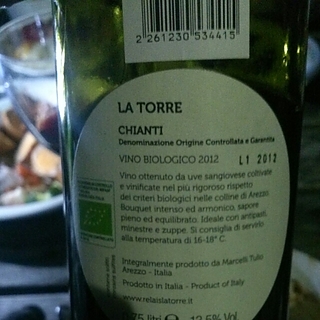 2 261230 534415
LA TORRE
CHIANTI
Denominazione Origine Controllata e Garantita
VINO BIOLOGICO 2012 L1 2012
Vino ottenuto da uve sangiovese coltivate
e vinificate nel più rigoroso rispetto
dei criteri biologici nelle colline di Arezzo.
Bouquet intenso ed armonico, sapore
pieno ed equilibrato. Ideale con antipasti,
minestre e zuppe. Si consiglia di servirlo
alla temperatura di 16-18° C.
Integralmente prodotto da Marcelli Tullio
Arezzo - Italia
Prodotto in Italia - Product of Italy
www.relaislatorre.it
75 litri e 12.5% Vol